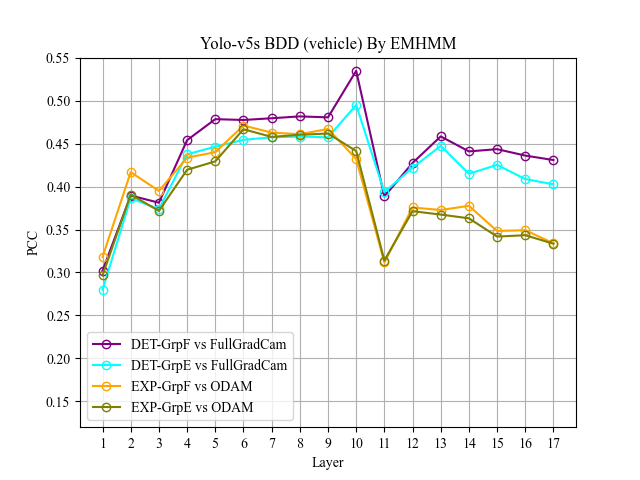 Yolo-v5s BDD (vehicle) By EMHMM
0.55
0.50
0.45
0.40
0.35
0.30
0.25
0.20
0.15
PCC
DET-GrpF vs FullGradCam
DET-GrpE vs FullGradCam
EXP-GrpF vs ODAM
EXP-GrpE vs ODAM
1 2 3 4 5 6 7 8 9 10 11 12 13 14 15 16 17
Layer